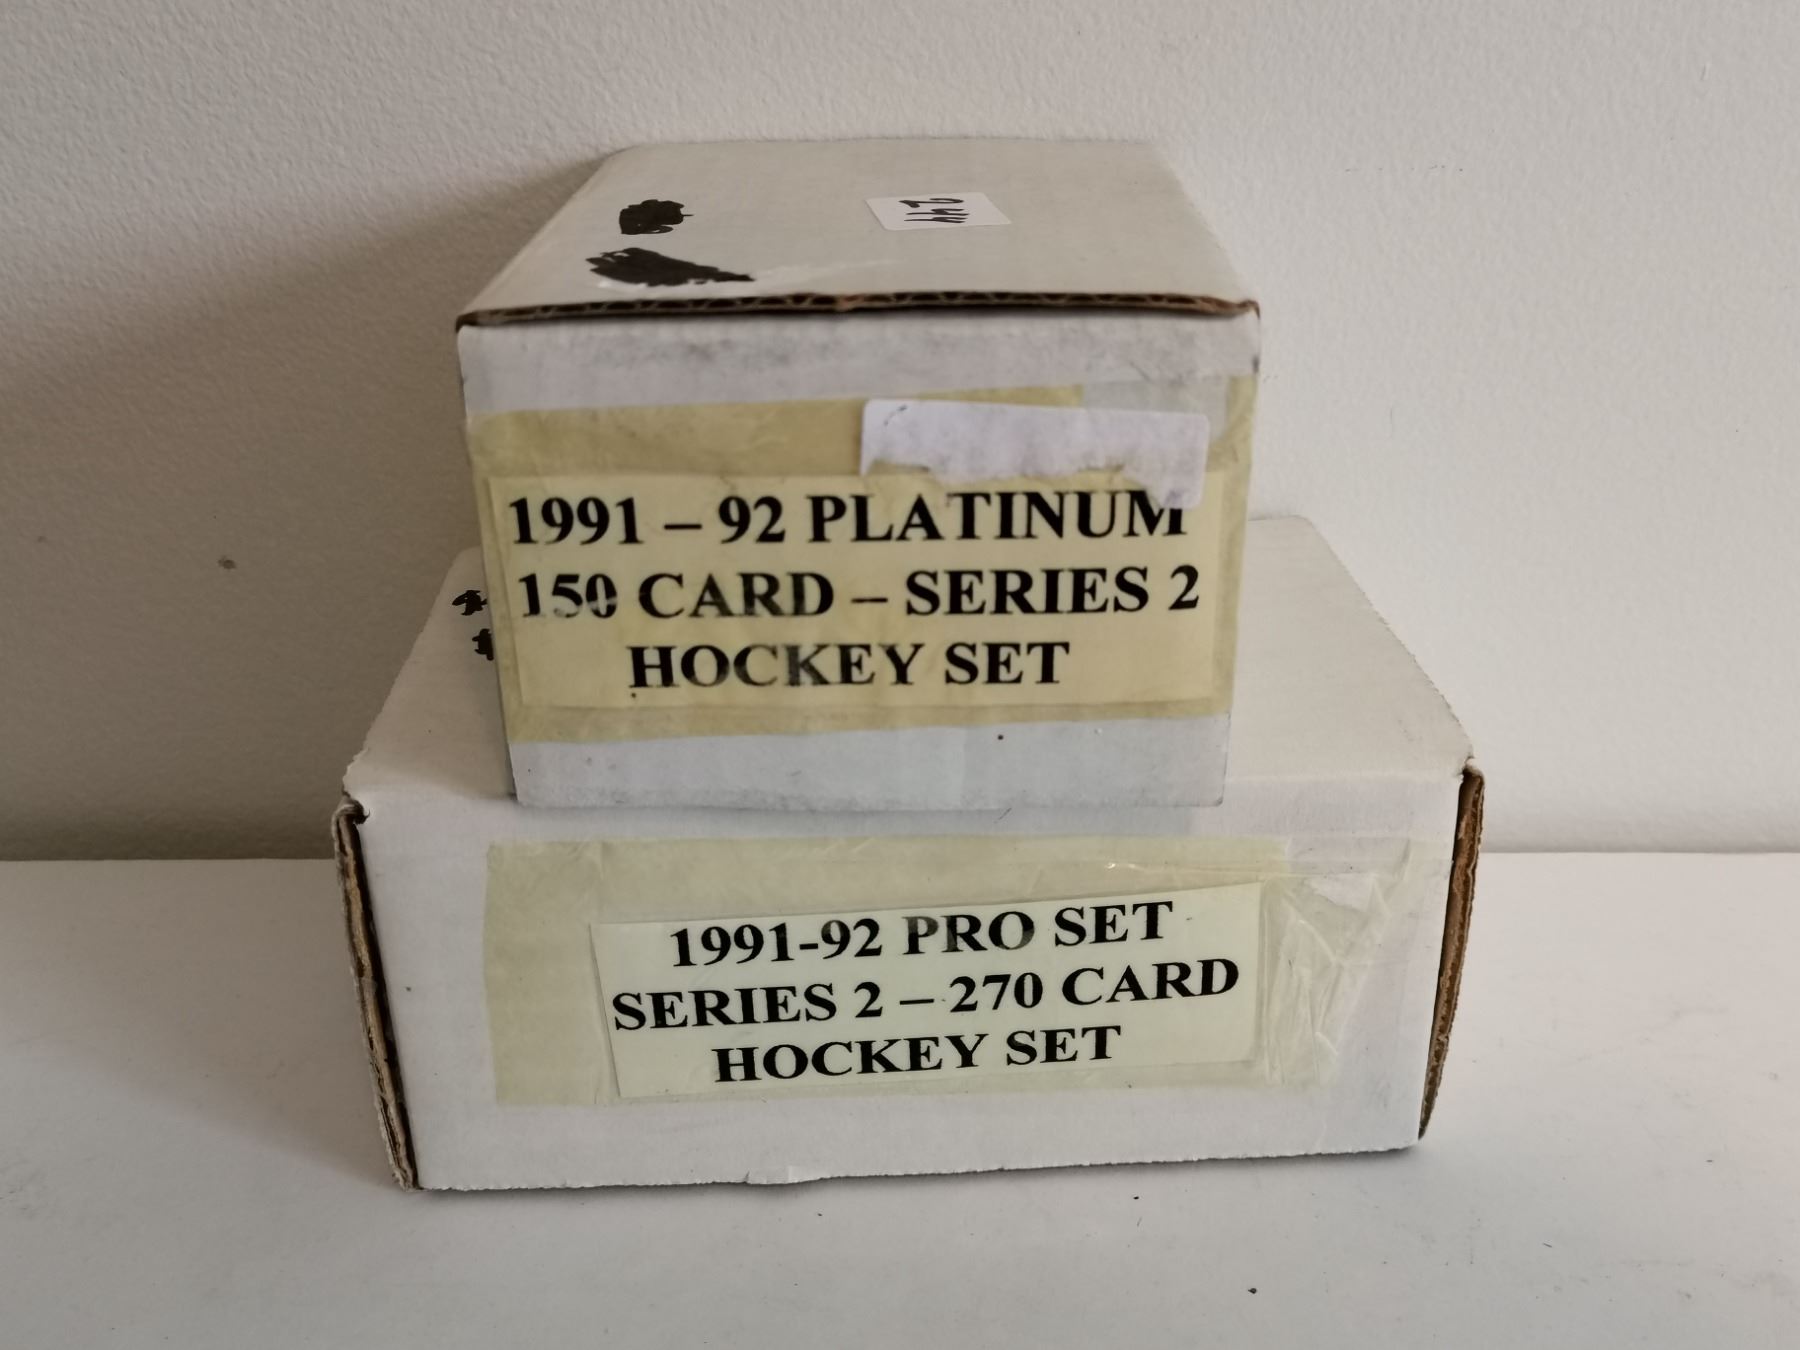 244
1991 – 92 PLATINUM
150 CARD – SERIES 2
HOCKEY SET
1991-92 PRO SET
SERIES 2 – 270 CARD
HOCKEY SET